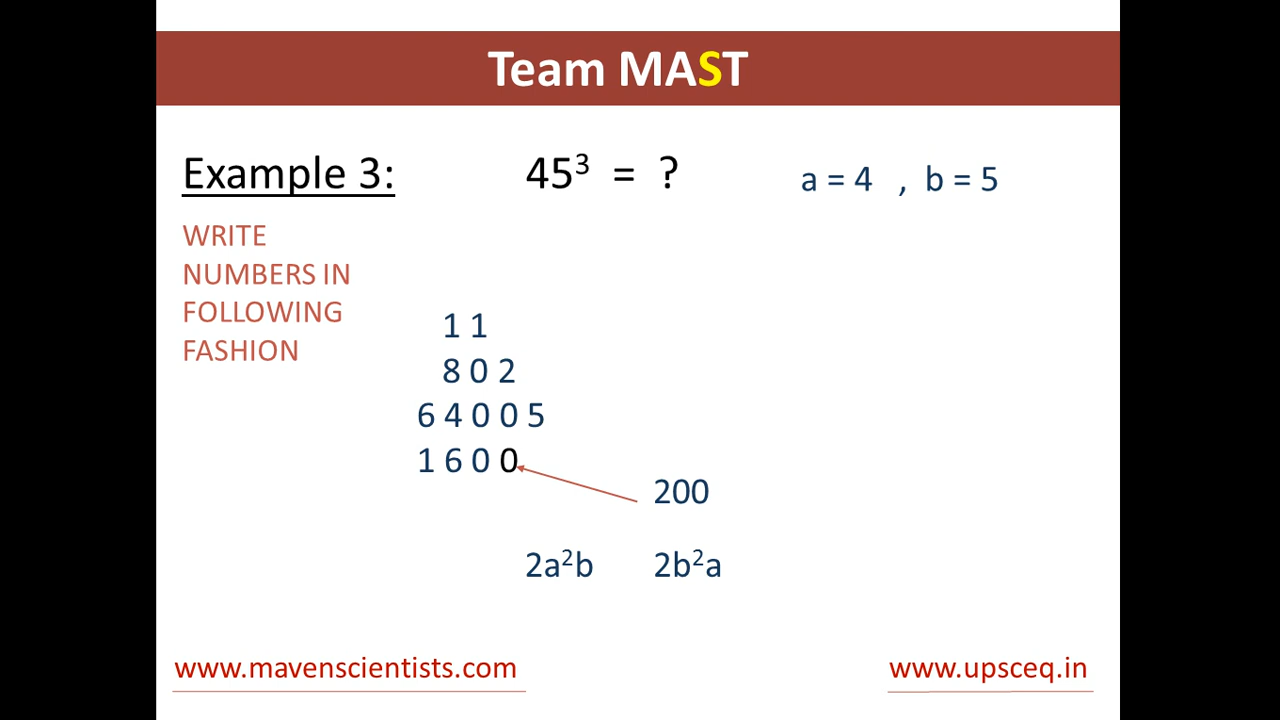 Team MAST
Example 3: 45³ = ? a = 4 , b = 5
WRITE
NUMBERS IN
FOLLOWING
FASHION
1 1
8 0 2
6 4 0 0 5
1 6 0 0
200
2a²b 2b²a
www.mavenscientists.com www.upsceq.in